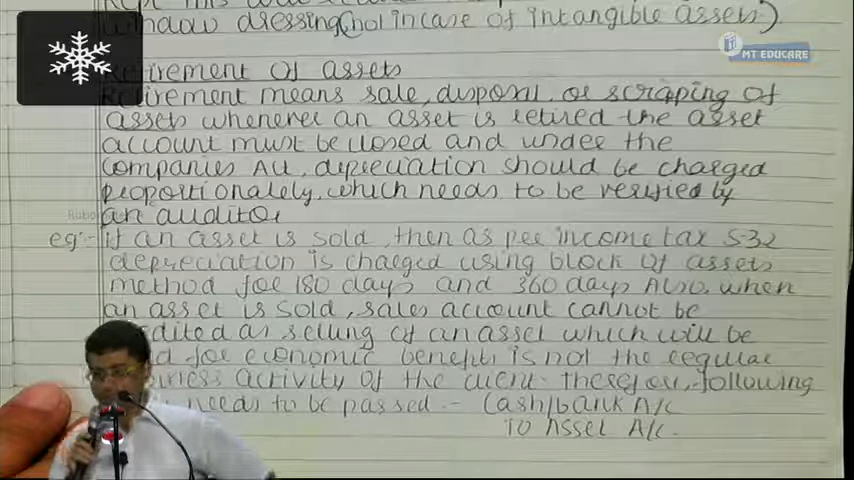 window dressing (not in case of intangible assets)
MT EDUCARE
Retirement of assets
Retirement means sale, disposal, or scraping of
assets whenever an asset is retired the asset
account must be closed and under the
Companies Act, depreciation should be charged
proportionately, which needs to be verified by
an auditor
eg:- if an asset is sold, then as per income tax S-32
depreciation is charged using block of assets
method for 180 days and 360 days Also, when
an asset is sold, sales account cannot be
credited as selling of an asset which will be
for economic benefits is not the regular
activity of the client. Therefore, following
needs to be passed - Cash/bank A/c
To Asset A/c.